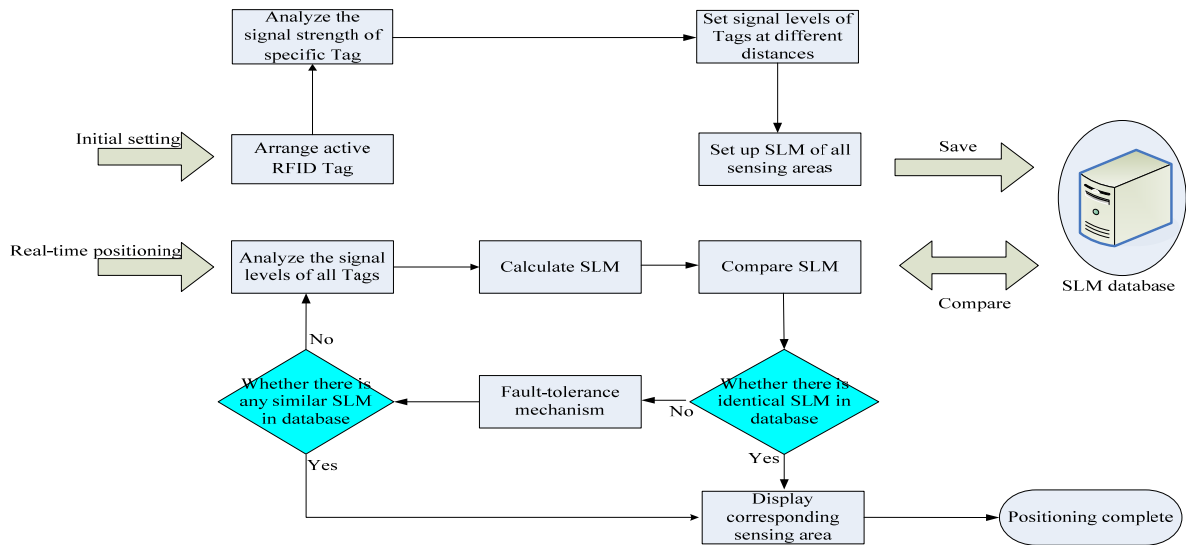 Analyze the
signal strength of
specific Tag
Set signal levels of
Tags at different
distances
Initial setting
Arrange active
RFID Tag
Set up SLM of all
sensing areas
Save
Real-time positioning
Analyze the signal
levels of all Tags
Calculate SLM
Compare SLM
Compare
SLM database
No
Whether there is
any similar SLM
in database
Fault-tolerance
mechanism
No
Whether there is
identical SLM in
database
Yes
Yes
Display
corresponding
sensing area
Positioning complete